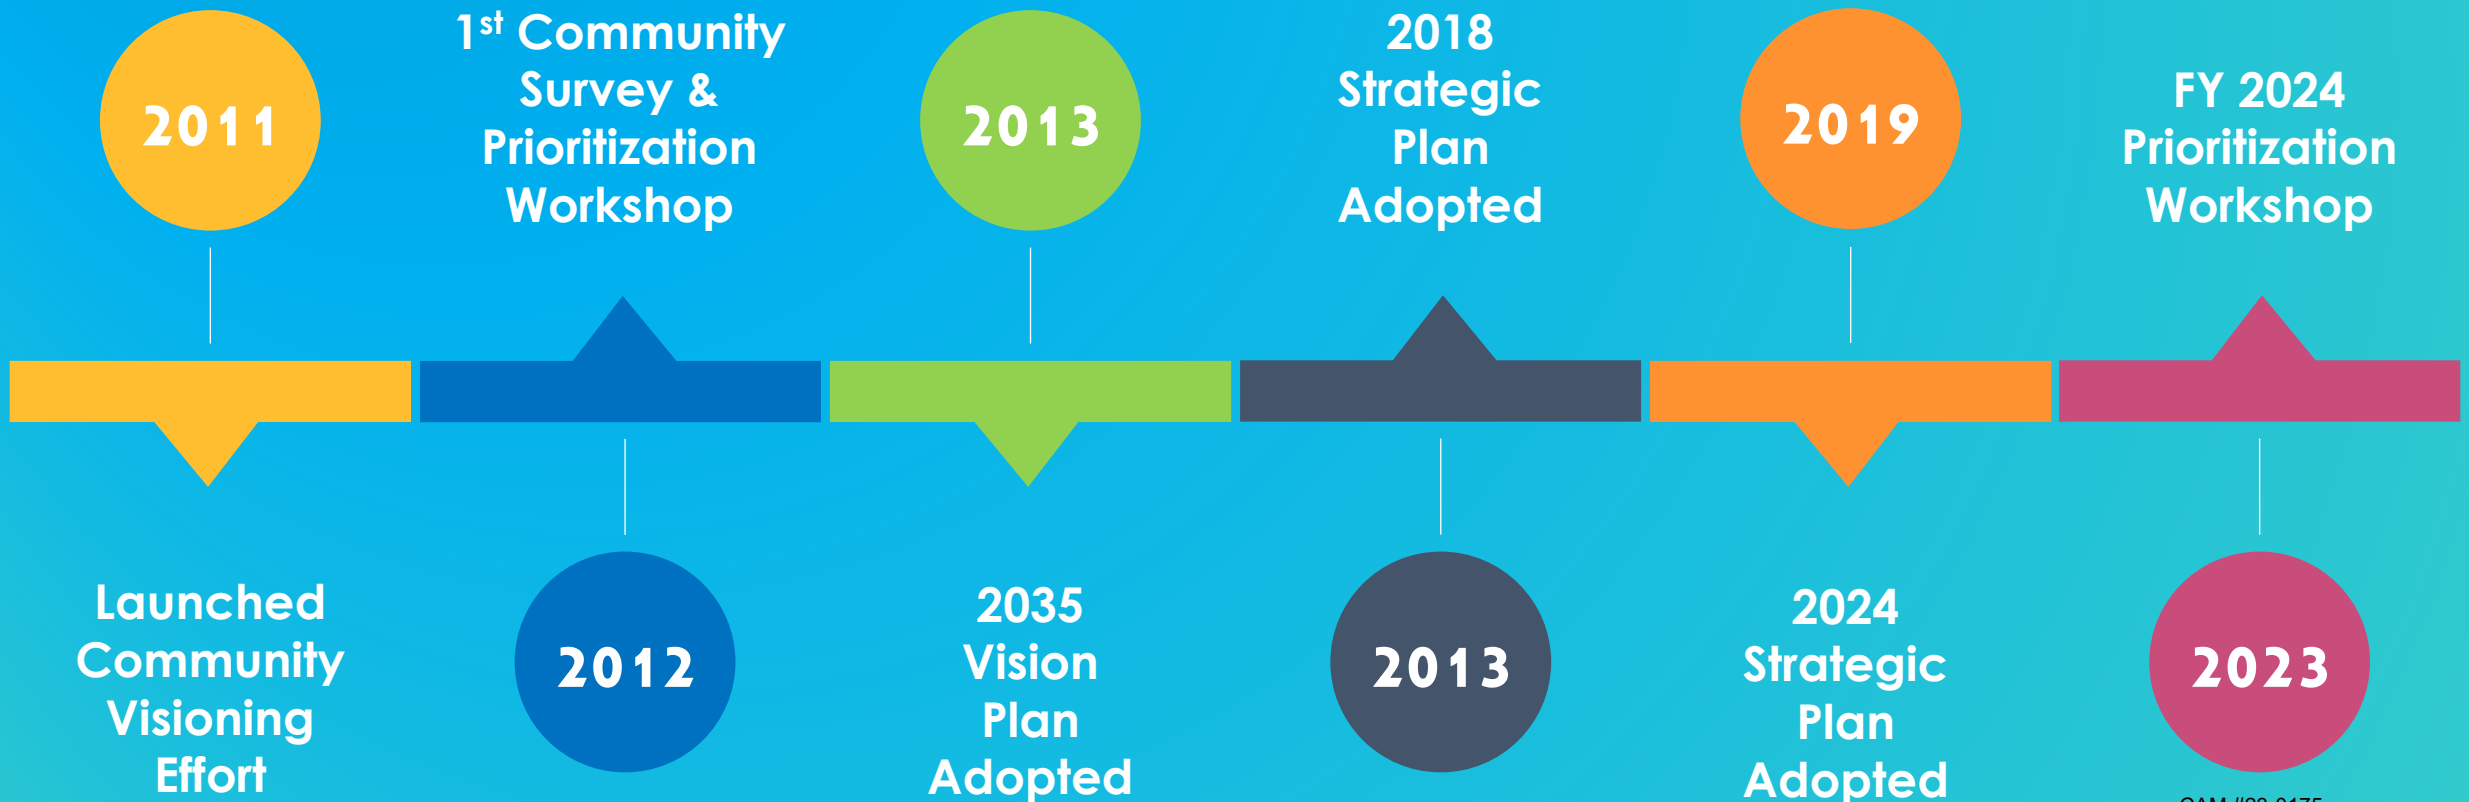 2011
Launched
Community
Visioning
Effort
1st Community
Survey &
Prioritization
Workshop
2012
2013
2035
Vision
Plan
Adopted
2018
Strategic
Plan
Adopted
2013
2019
2024
Strategic
Plan
Adopted
FY 2024
Prioritization
Workshop
2023